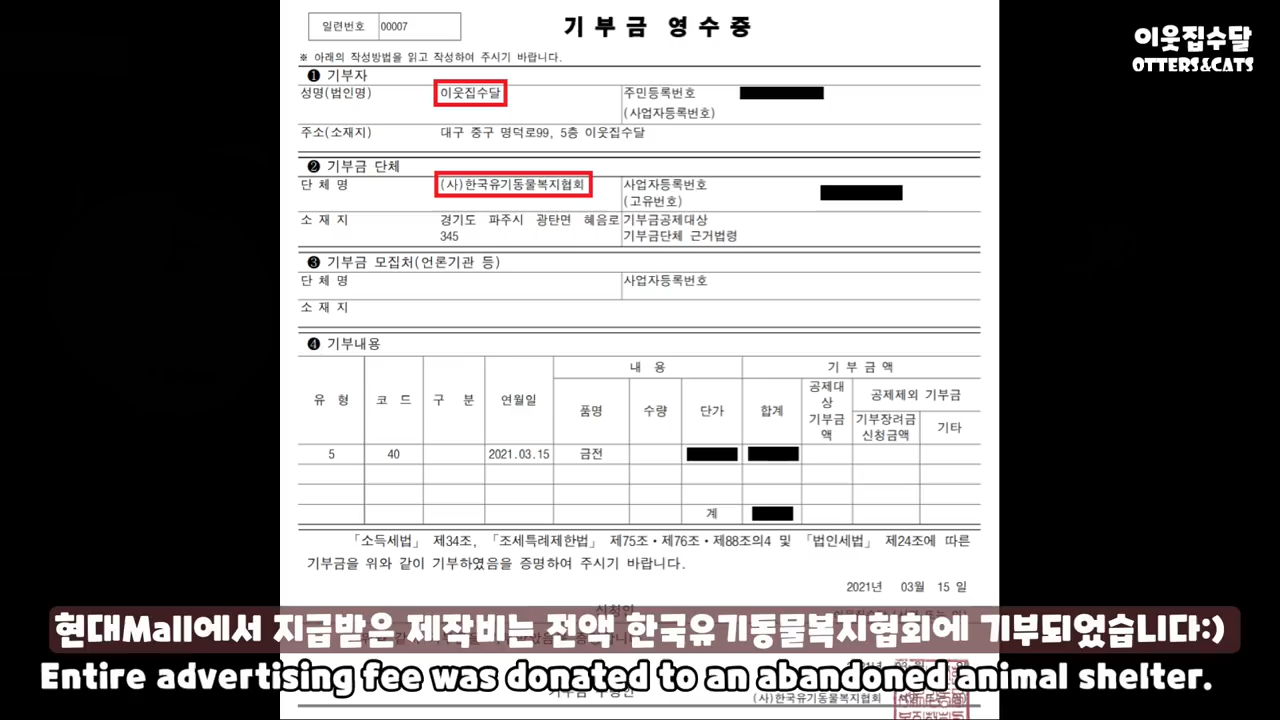 일련번호 00007
기부금 영수증
이웃집수달
OTTERS&CATS
※ 아래의 작성방법을 읽고 작성하여 주시기 바랍니다.
❶ 기부자
성명(법인명) 이웃집수달 주민등록번호
(사업자등록번호)
주소(소재지) 대구 중구 명덕로99, 5층 이웃집수달
❷ 기부금 단체
단 체 명 (사)한국유기동물복지협회 사업자등록번호
(고유번호)
소 재 지 경기도 파주시 광탄면 혜음로 345 기부금공제대상
기부금단체 근거법령
❸ 기부금 모집처(언론기관 등)
단 체 명 사업자등록번호
소 재 지
❹ 기부내용
유 형 코 드 구 분 연월일 내 용 기 부 금 액
품명 수량 단가 합계 공제대상 기부금액 공제제외 기부금
기부장려금 신청금액 기타
5 40 2021.03.15 금전
계
「소득세법」 제34조, 「조세특례제한법」 제75조·제76조·제88조의4 및 「법인세법」 제24조에 따른
기부금을 위와 같이 기부하였음을 증명하여 주시기 바랍니다.
2021년 03월 15 일
신청인
현대Mall에서 지급받은 제작비는 전액 한국유기동물복지협회에 기부되었습니다:)
Entire advertising fee was donated to an abandoned animal shelter.
(사)한국유기동물복지협회